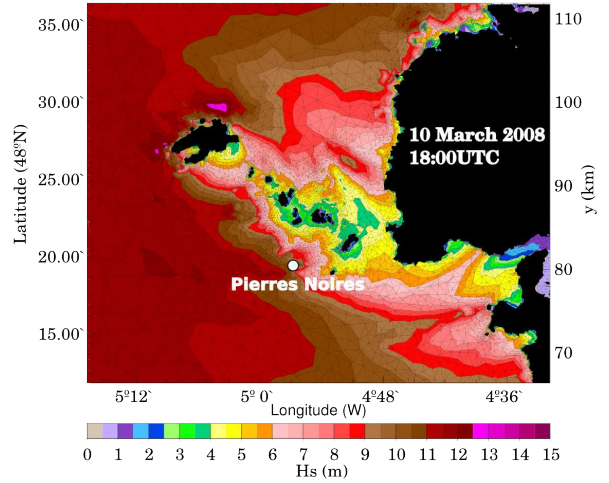 35.00`
30.00`
25.00`
20.00`
15.00`
Latitude (48ºN)
110
100
90
80
70
y (km)
10 March 2008
18:00UTC
Pierres Noires
5º12` 5º 0` 4º48` 4º36`
Longitude (W)
0 1 2 3 4 5 6 7 8 9 10 11 12 13 14 15
Hs (m)